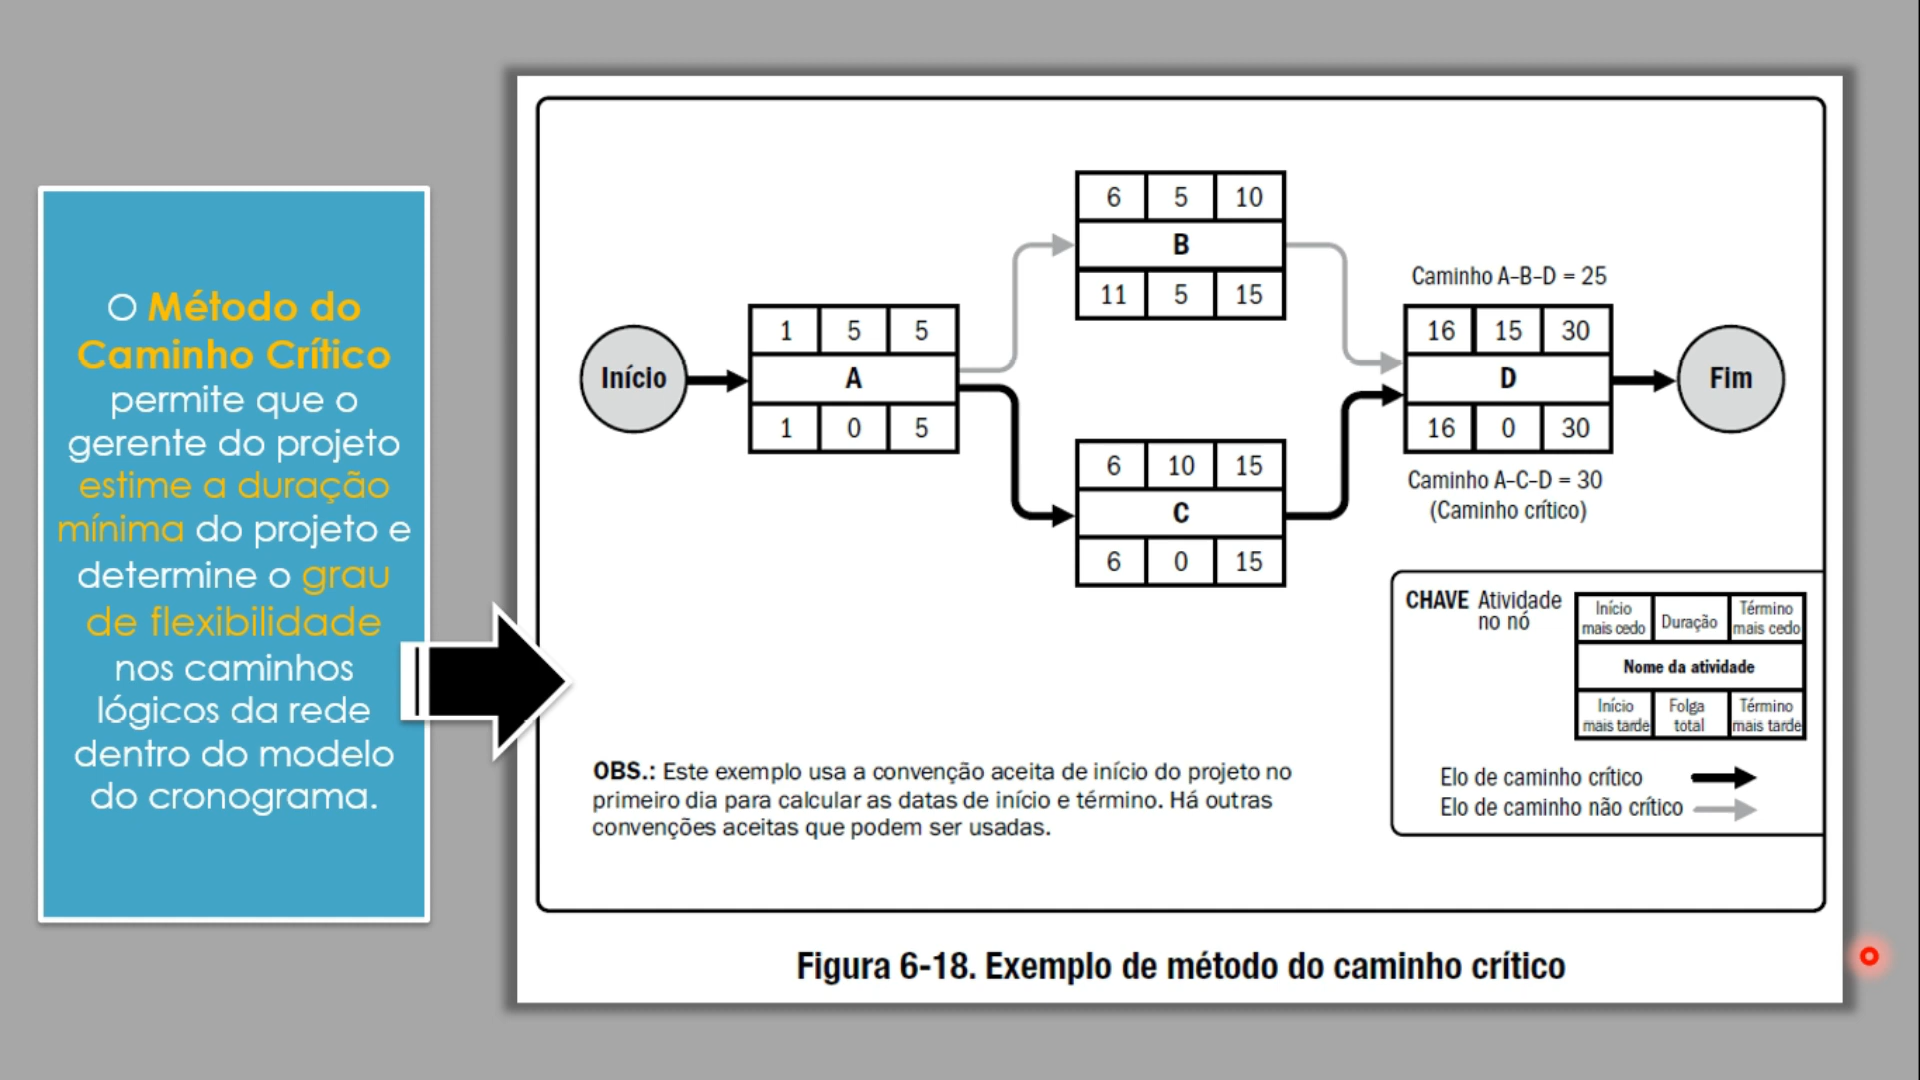 O Método do
Caminho Crítico
permite que o
gerente do projeto
estime a duração
mínima do projeto e
determine o grau
de flexibilidade
nos caminhos
lógicos da rede
dentro do modelo
do cronograma.
Início
1 5 5
A
1 0 5
6 5 10
B
11 5 15
6 10 15
C
6 0 15
Caminho A–B–D = 25
16 15 30
D
16 0 30
Caminho A–C–D = 30
(Caminho crítico)
Fim
CHAVE Atividade
no nó
Início
mais cedo
Duração
Término
mais cedo
Nome da atividade
Início
mais tarde
Folga
total
Término
mais tarde
Elo de caminho crítico
Elo de caminho não crítico
OBS.: Este exemplo usa a convenção aceita de início do projeto no
primeiro dia para calcular as datas de início e término. Há outras
convenções aceitas que podem ser usadas.
Figura 6-18. Exemplo de método do caminho crítico